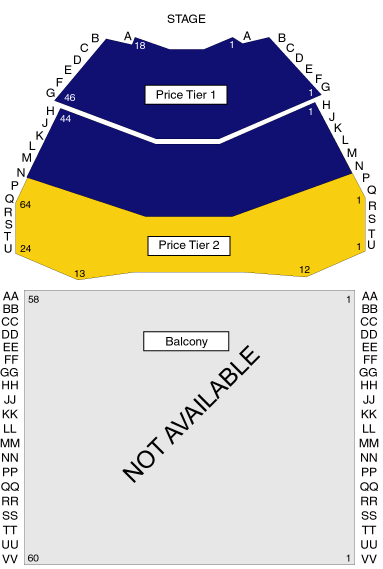 STAGE
A 18 1 A
B B
C C
D D
E E
F F
G 46 1 G
Price Tier 1
H 44 1 H
J J
K K
L L
M M
N N
P P
Q 64 1 Q
R R
S S
T T
U 24 1 U
Price Tier 2
13 12
AA 58 1 AA
BB BB
CC CC
DD DD
EE EE
FF FF
GG GG
HH HH
JJ JJ
KK KK
LL LL
MM MM
NN NN
PP PP
QQ QQ
RR RR
SS SS
TT TT
UU UU
VV 60 1 VV
Balcony
NOT AVAILABLE